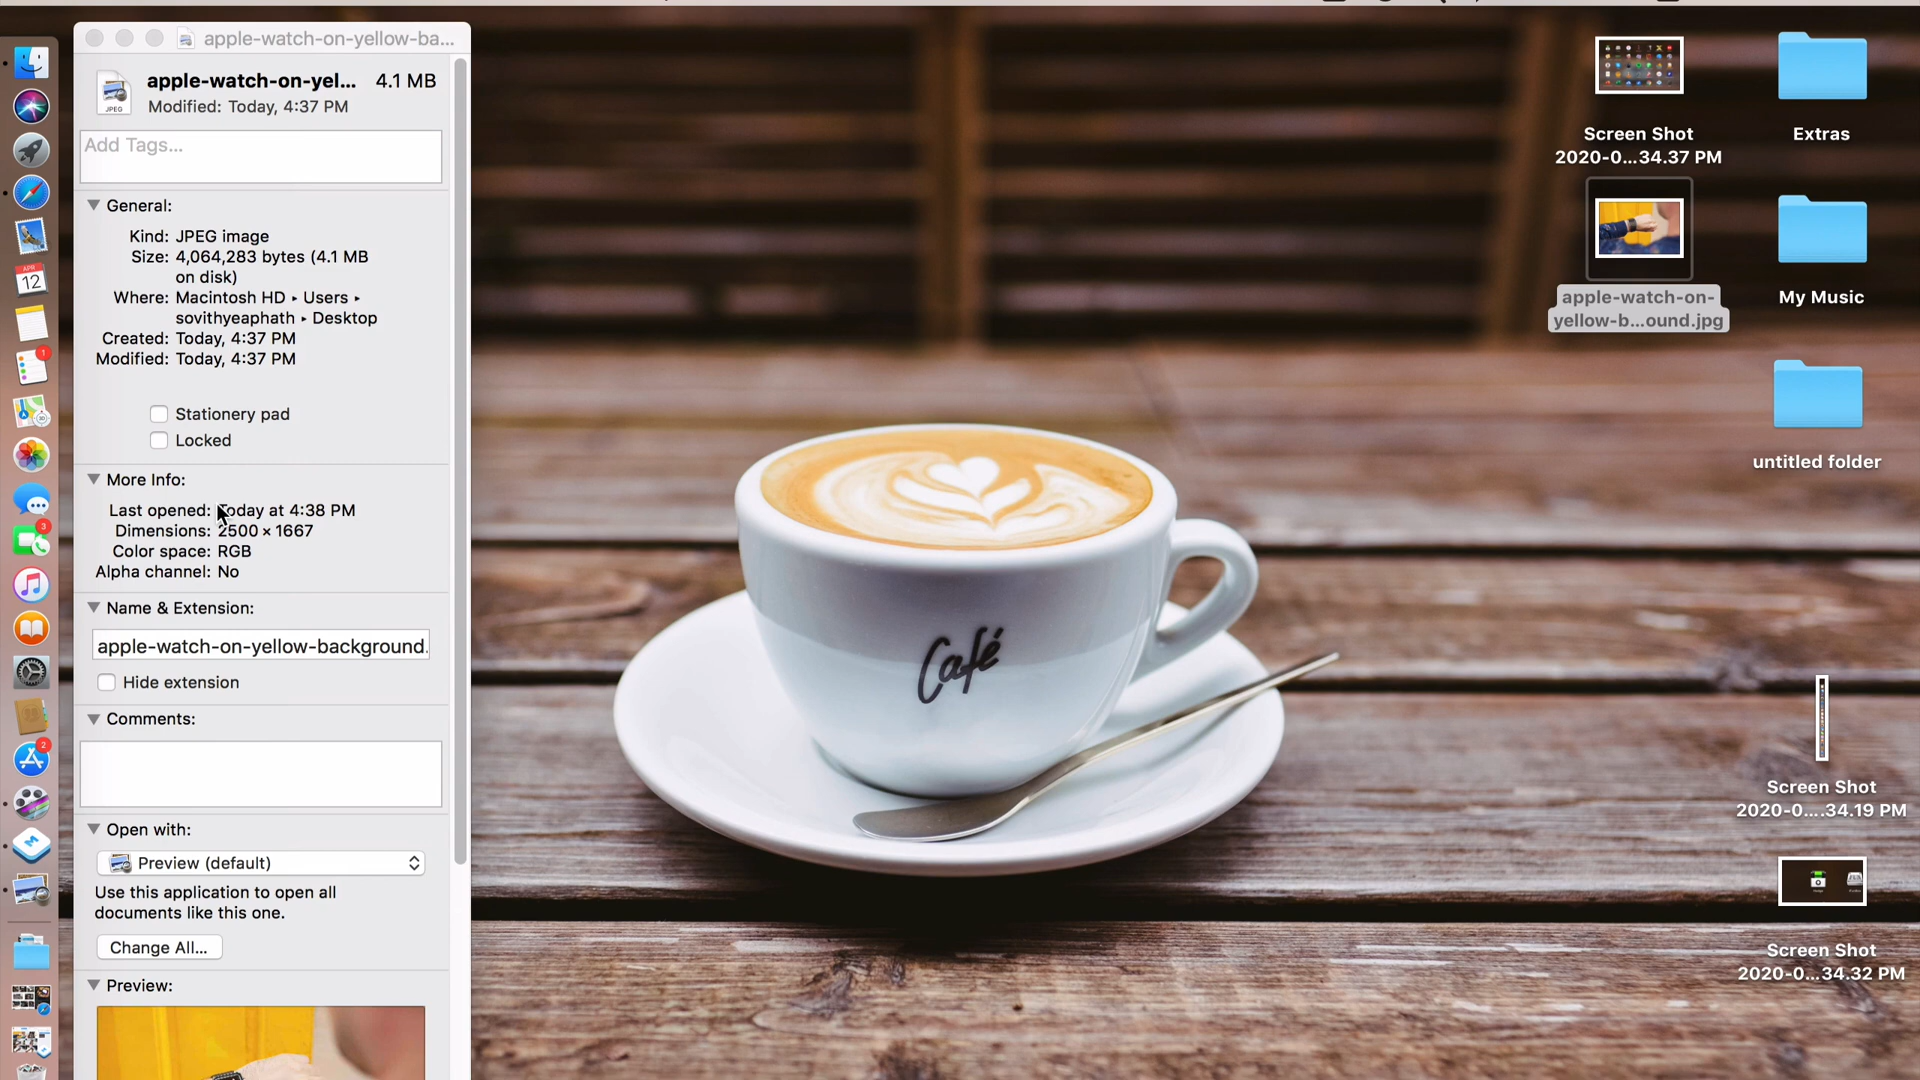 apple-watch-on-yellow-ba...
apple-watch-on-yel... 4.1 MB
Modified: Today, 4:37 PM
JPEG
Add Tags...
General:
Kind: JPEG image
Size: 4,064,283 bytes (4.1 MB
on disk)
Where: Macintosh HD ▸ Users ▸
sovithyeaphath ▸ Desktop
Created: Today, 4:37 PM
Modified: Today, 4:37 PM
Stationery pad
Locked
More Info:
Last opened: Today at 4:38 PM
Dimensions: 2500 × 1667
Color space: RGB
Alpha channel: No
Name & Extension:
apple-watch-on-yellow-background.
Hide extension
Comments:
Open with:
Preview (default)
Use this application to open all
documents like this one.
Change All...
Preview:
APR
12
1
3
2
Café
Screen Shot
2020-0...34.37 PM
Extras
apple-watch-on-
yellow-b...ound.jpg
My Music
untitled folder
Screen Shot
2020-0....34.19 PM
Screen Shot
2020-0...34.32 PM